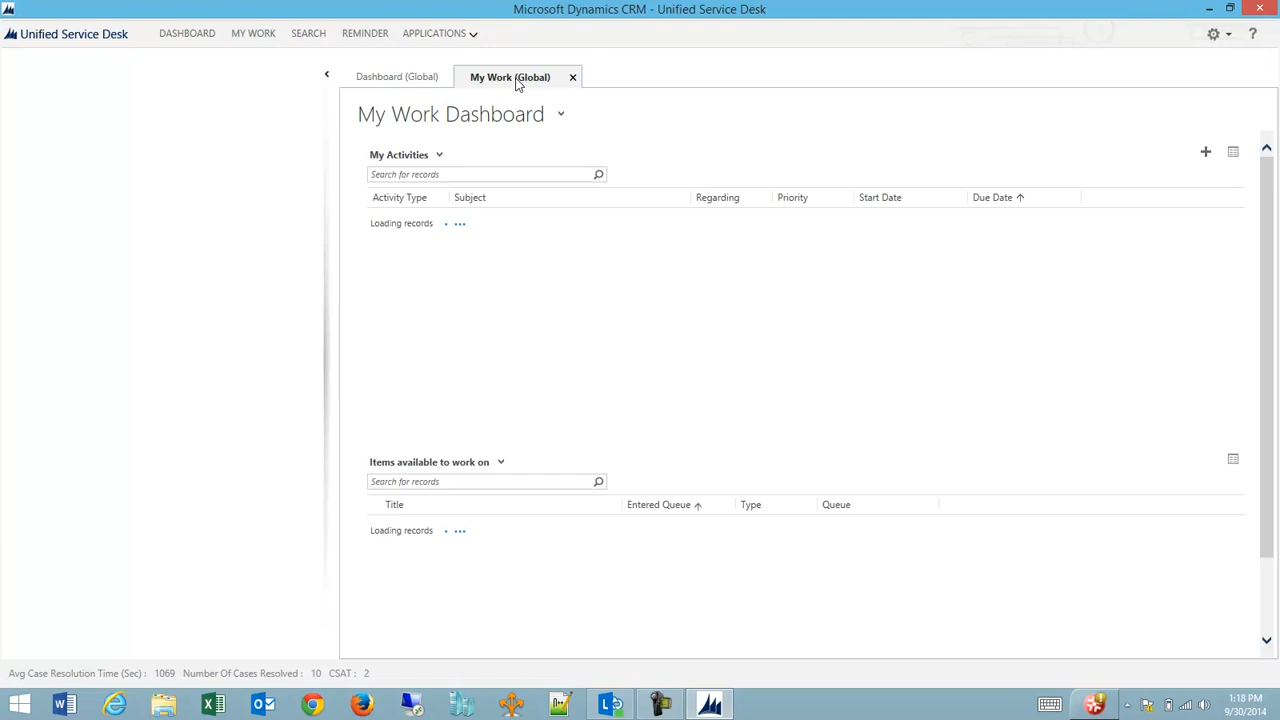 Microsoft Dynamics CRM - Unified Service Desk
Unified Service Desk DASHBOARD MY WORK SEARCH REMINDER APPLICATIONS
Dashboard (Global) My Work (Global)
My Work Dashboard
My Activities
Search for records
Activity Type Subject Regarding Priority Start Date Due Date
Loading records
Items available to work on
Search for records
Title Entered Queue Type Queue
Loading records
Avg Case Resolution Time (Sec) : 1069 Number Of Cases Resolved : 10 CSAT : 2
1:18 PM
9/30/2014